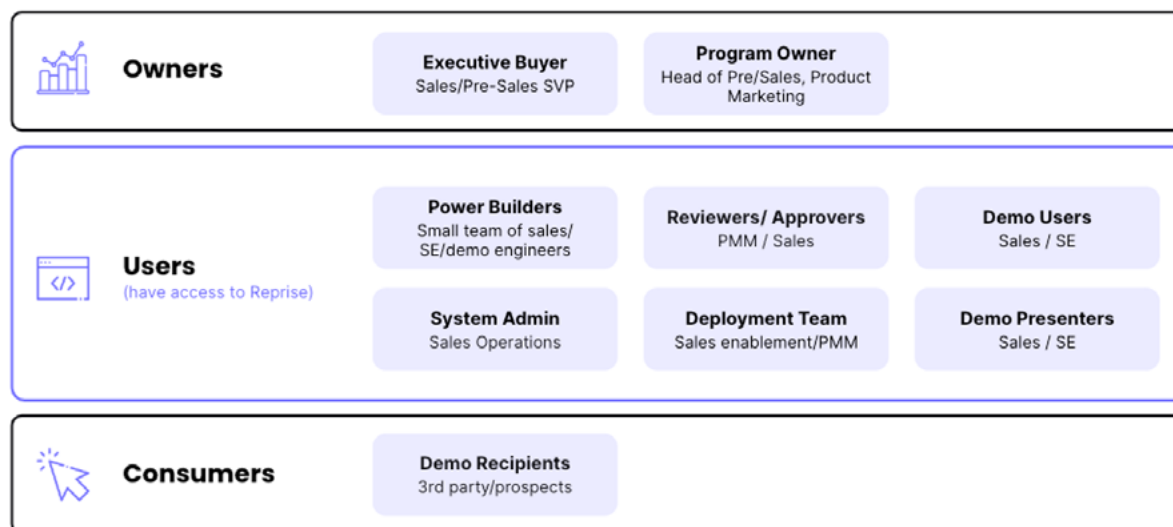 Owners
Executive Buyer
Sales/Pre-Sales SVP
Program Owner
Head of Pre/Sales, Product
Marketing
Users
(have access to Reprise)
Power Builders
Small team of sales/
SE/demo engineers
Reviewers/ Approvers
PMM / Sales
Demo Users
Sales / SE
System Admin
Sales Operations
Deployment Team
Sales enablement/PMM
Demo Presenters
Sales / SE
Consumers
Demo Recipients
3rd party/prospects